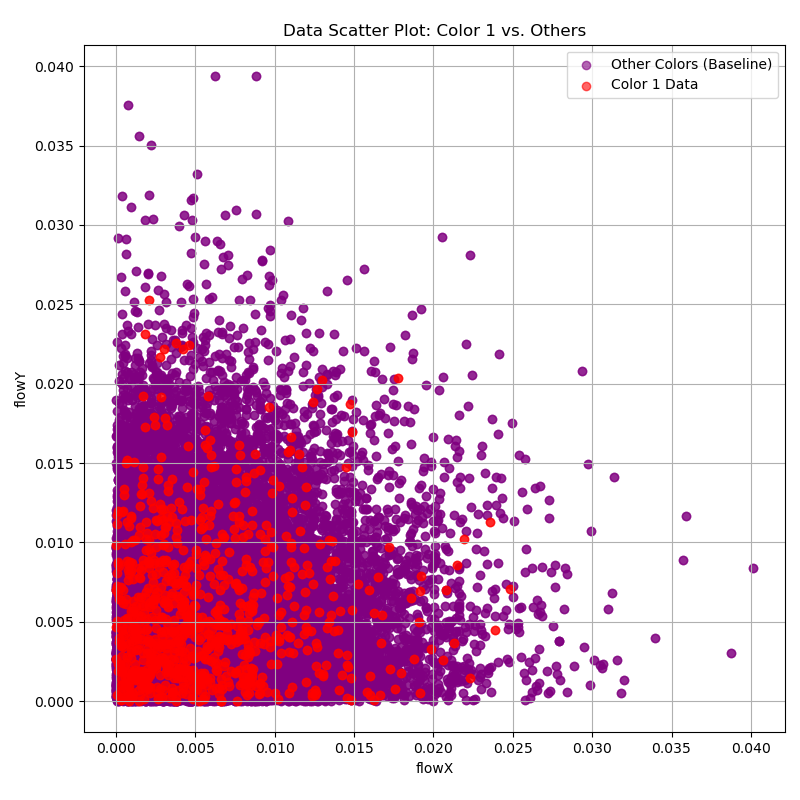 Data Scatter Plot: Color 1 vs. Others
Other Colors (Baseline)
Color 1 Data
0.040
0.035
0.030
0.025
0.020
0.015
0.010
0.005
0.000
flowY
0.000 0.005 0.010 0.015 0.020 0.025 0.030 0.035 0.040
flowX